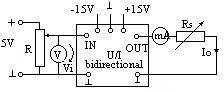 -15V ⊥ +15V
+ mA Rs
5V R V IN OUT
Vi U/I Io
bidirectional
⊥ ⊥ ⊥